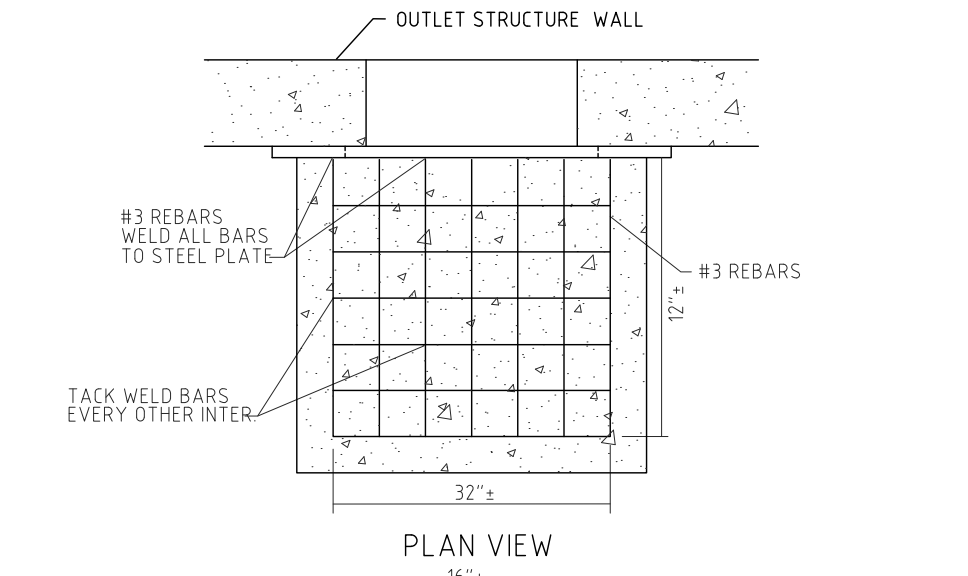 OUTLET STRUCTURE WALL
#3 REBARS
WELD ALL BARS
TO STEEL PLATE
#3 REBARS
12"±
TACK WELD BARS
EVERY OTHER INTER.
32"±
PLAN VIEW
16"±